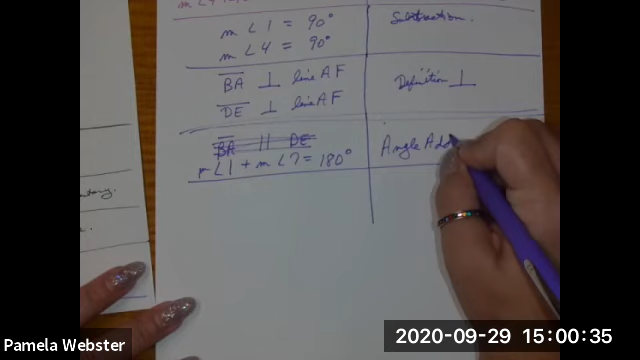 m∠1 = 90°
m∠4 = 90°
Substitution.
BA ⊥ line AF
DE ⊥ line AF
Definition ⊥
BA || DE
m∠1 + m∠7 = 180°
Angle Add
Pamela Webster
2020-09-29 15:00:35